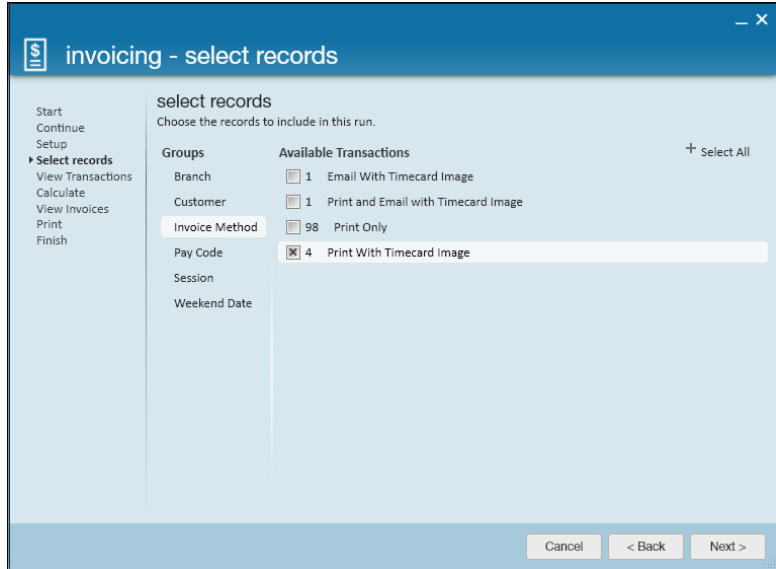 invoicing - select records
Start
Continue
Setup
Select records
View Transactions
Calculate
View Invoices
Print
Finish
select records
Choose the records to include in this run.
Groups
Branch
Customer
Invoice Method
Pay Code
Session
Weekend Date
Available Transactions
+ Select All
1 Email With Timecard Image
1 Print and Email with Timecard Image
98 Print Only
4 Print With Timecard Image
Cancel
< Back
Next >